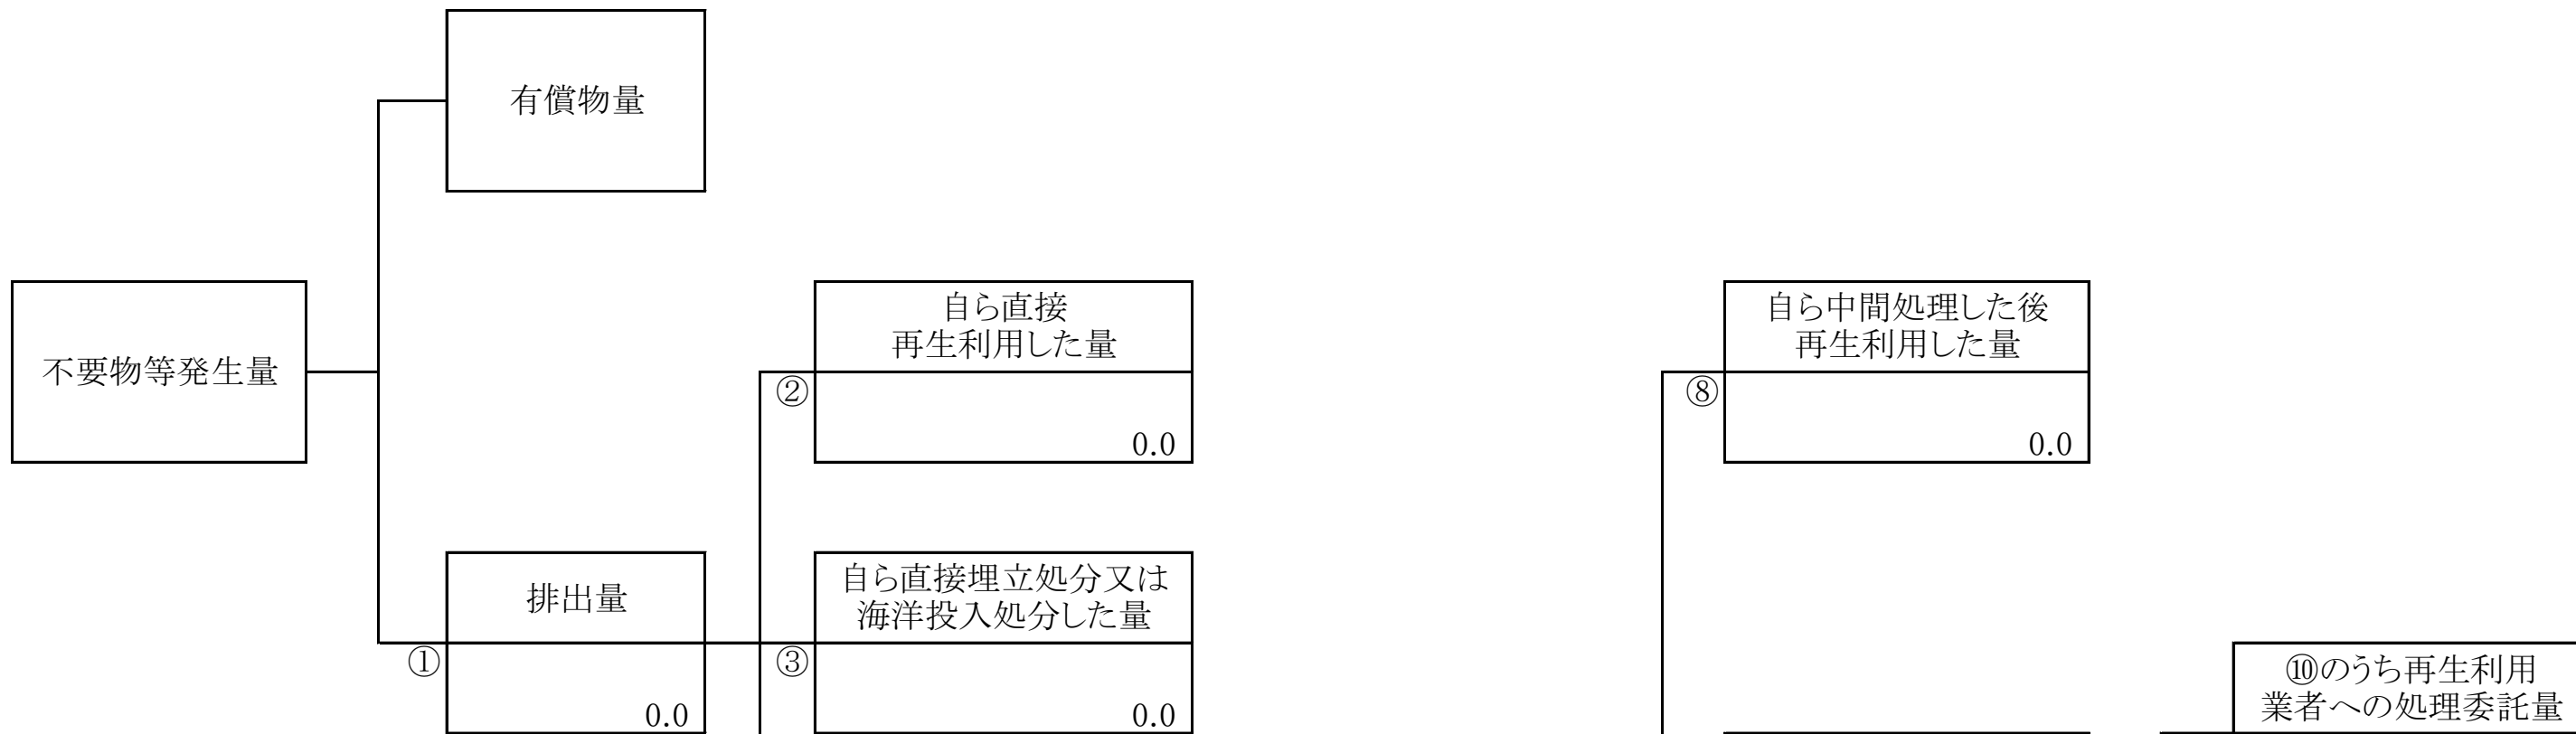 有償物量
不要物等発生量
自ら直接
再生利用した量
②
0.0
自ら中間処理した後
再生利用した量
⑧
0.0
排出量
①
0.0
自ら直接埋立処分又は
海洋投入処分した量
③
0.0
⑩のうち再生利用
業者への処理委託量